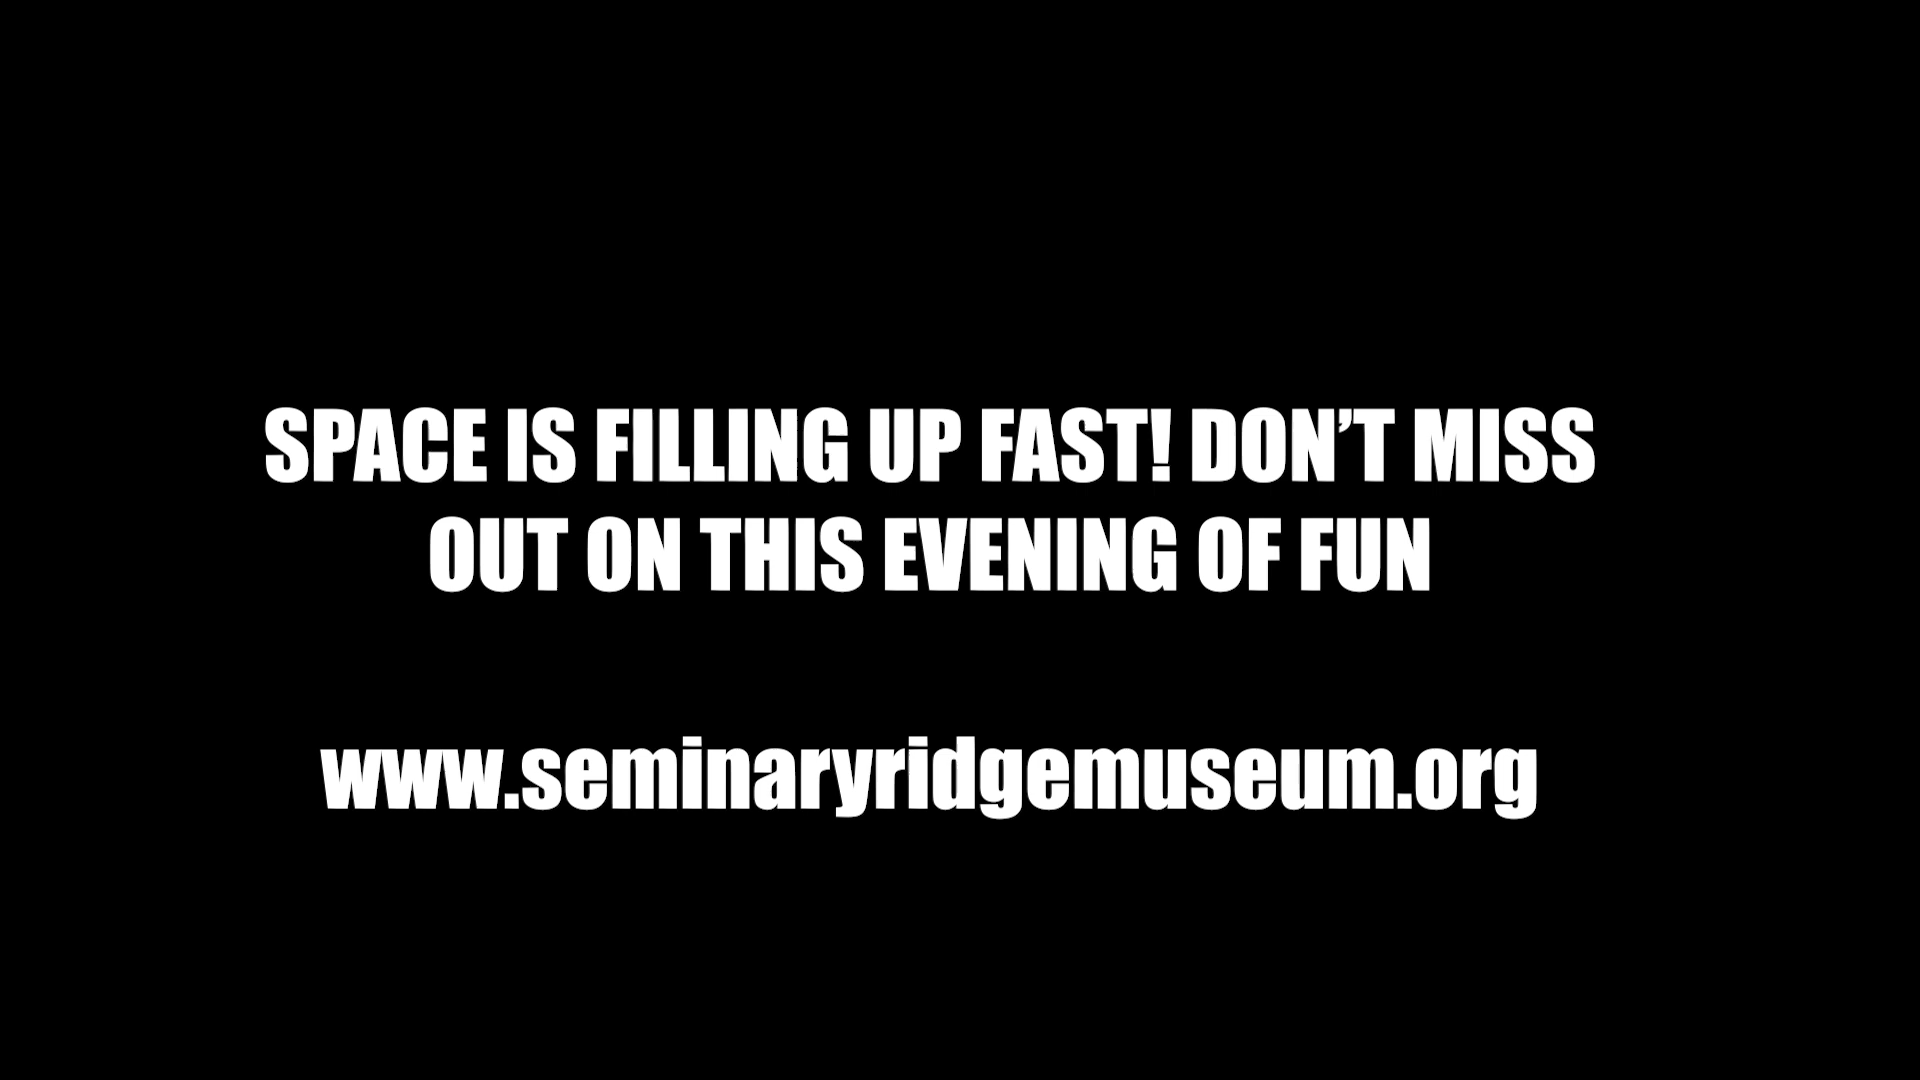 SPACE IS FILLING UP FAST! DON’T MISS
OUT ON THIS EVENING OF FUN
www.seminaryridgemuseum.org